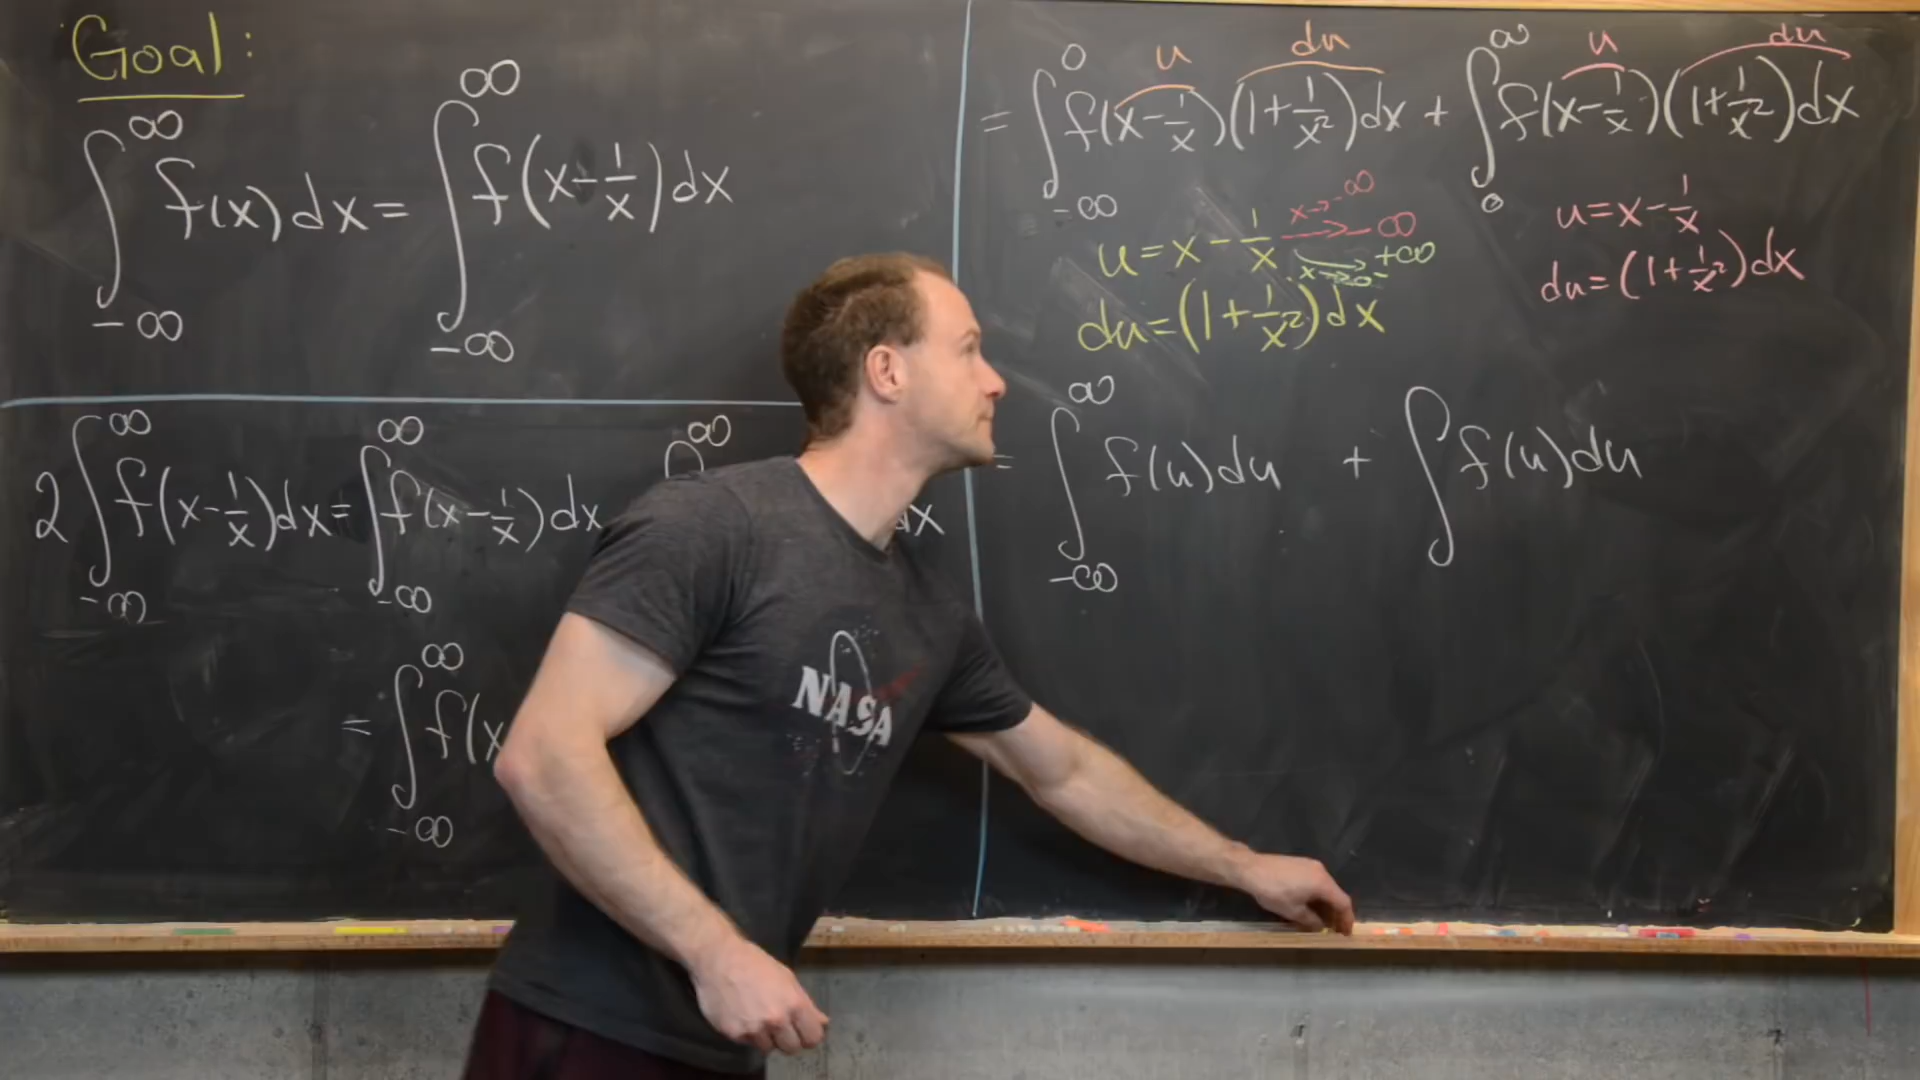 Goal:
∫_{-∞}^{∞} f(x)dx = ∫_{-∞}^{∞} f(x-1/x)dx
2∫_{-∞}^{∞} f(x-1/x)dx = ∫_{-∞}^{∞} f(x-1/x)dx ∞ dx
= ∫_{-∞}^{∞} f(x
u du u du
= ∫_{-∞}^{0} f(x-1/x)(1+1/x²)dx + ∫_{0}^{∞} f(x-1/x)(1+1/x²)dx
x→-∞
u=x-1/x → -∞
→ +∞
x→0-
du=(1+1/x²)dx
u=x-1/x
du=(1+1/x²)dx
= ∫_{-∞}^{∞} f(u)du + ∫f(u)du
NASA